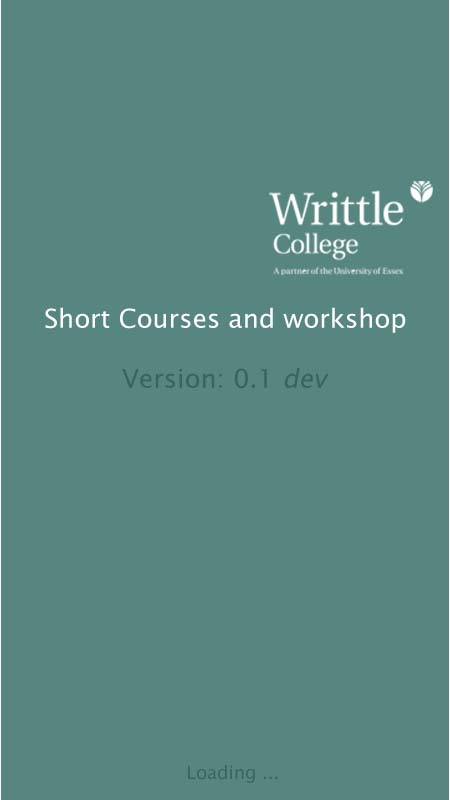 Writtle
College
A partner of the University of Essex
Short Courses and workshop
Version: 0.1 dev
Loading ...